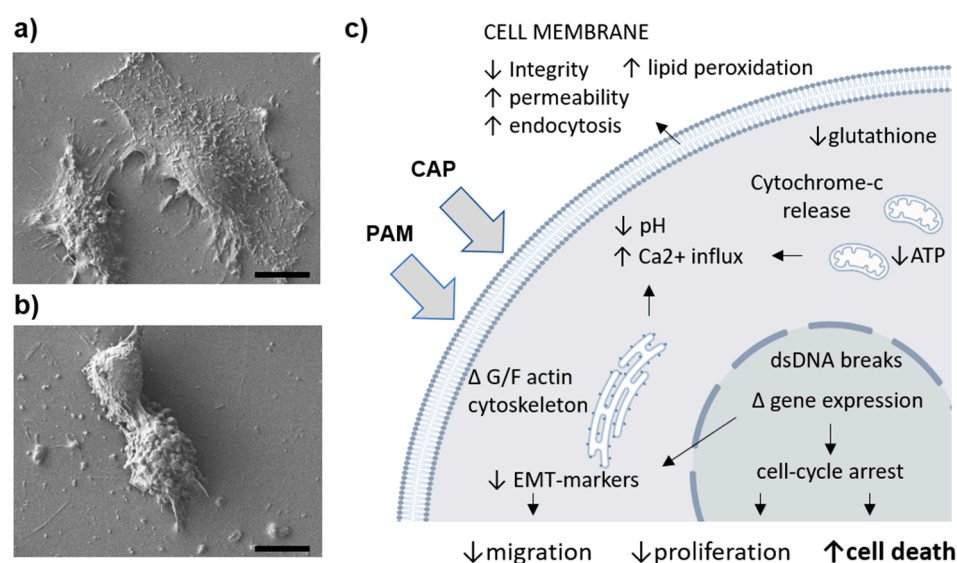 a)
b)
c)
CELL MEMBRANE
↓ Integrity ↑ lipid peroxidation
↑ permeability
↑ endocytosis
CAP
PAM
↓glutathione
Cytochrome-c
release
↓ pH
↑ Ca2+ influx
↓ATP
Δ G/F actin
cytoskeleton
dsDNA breaks
Δ gene expression
cell-cycle arrest
↓ EMT-markers
↓migration ↓proliferation ↑cell death